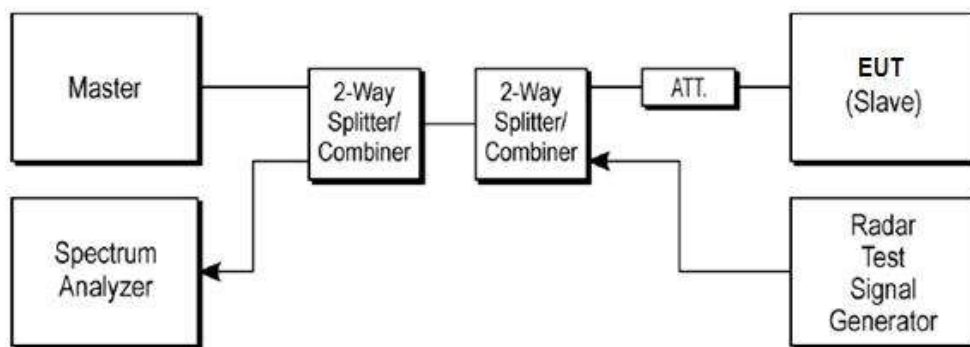 Master
2-Way
Splitter/
Combiner
2-Way
Splitter/
Combiner
ATT.
EUT
(Slave)
Spectrum
Analyzer
Radar
Test
Signal
Generator